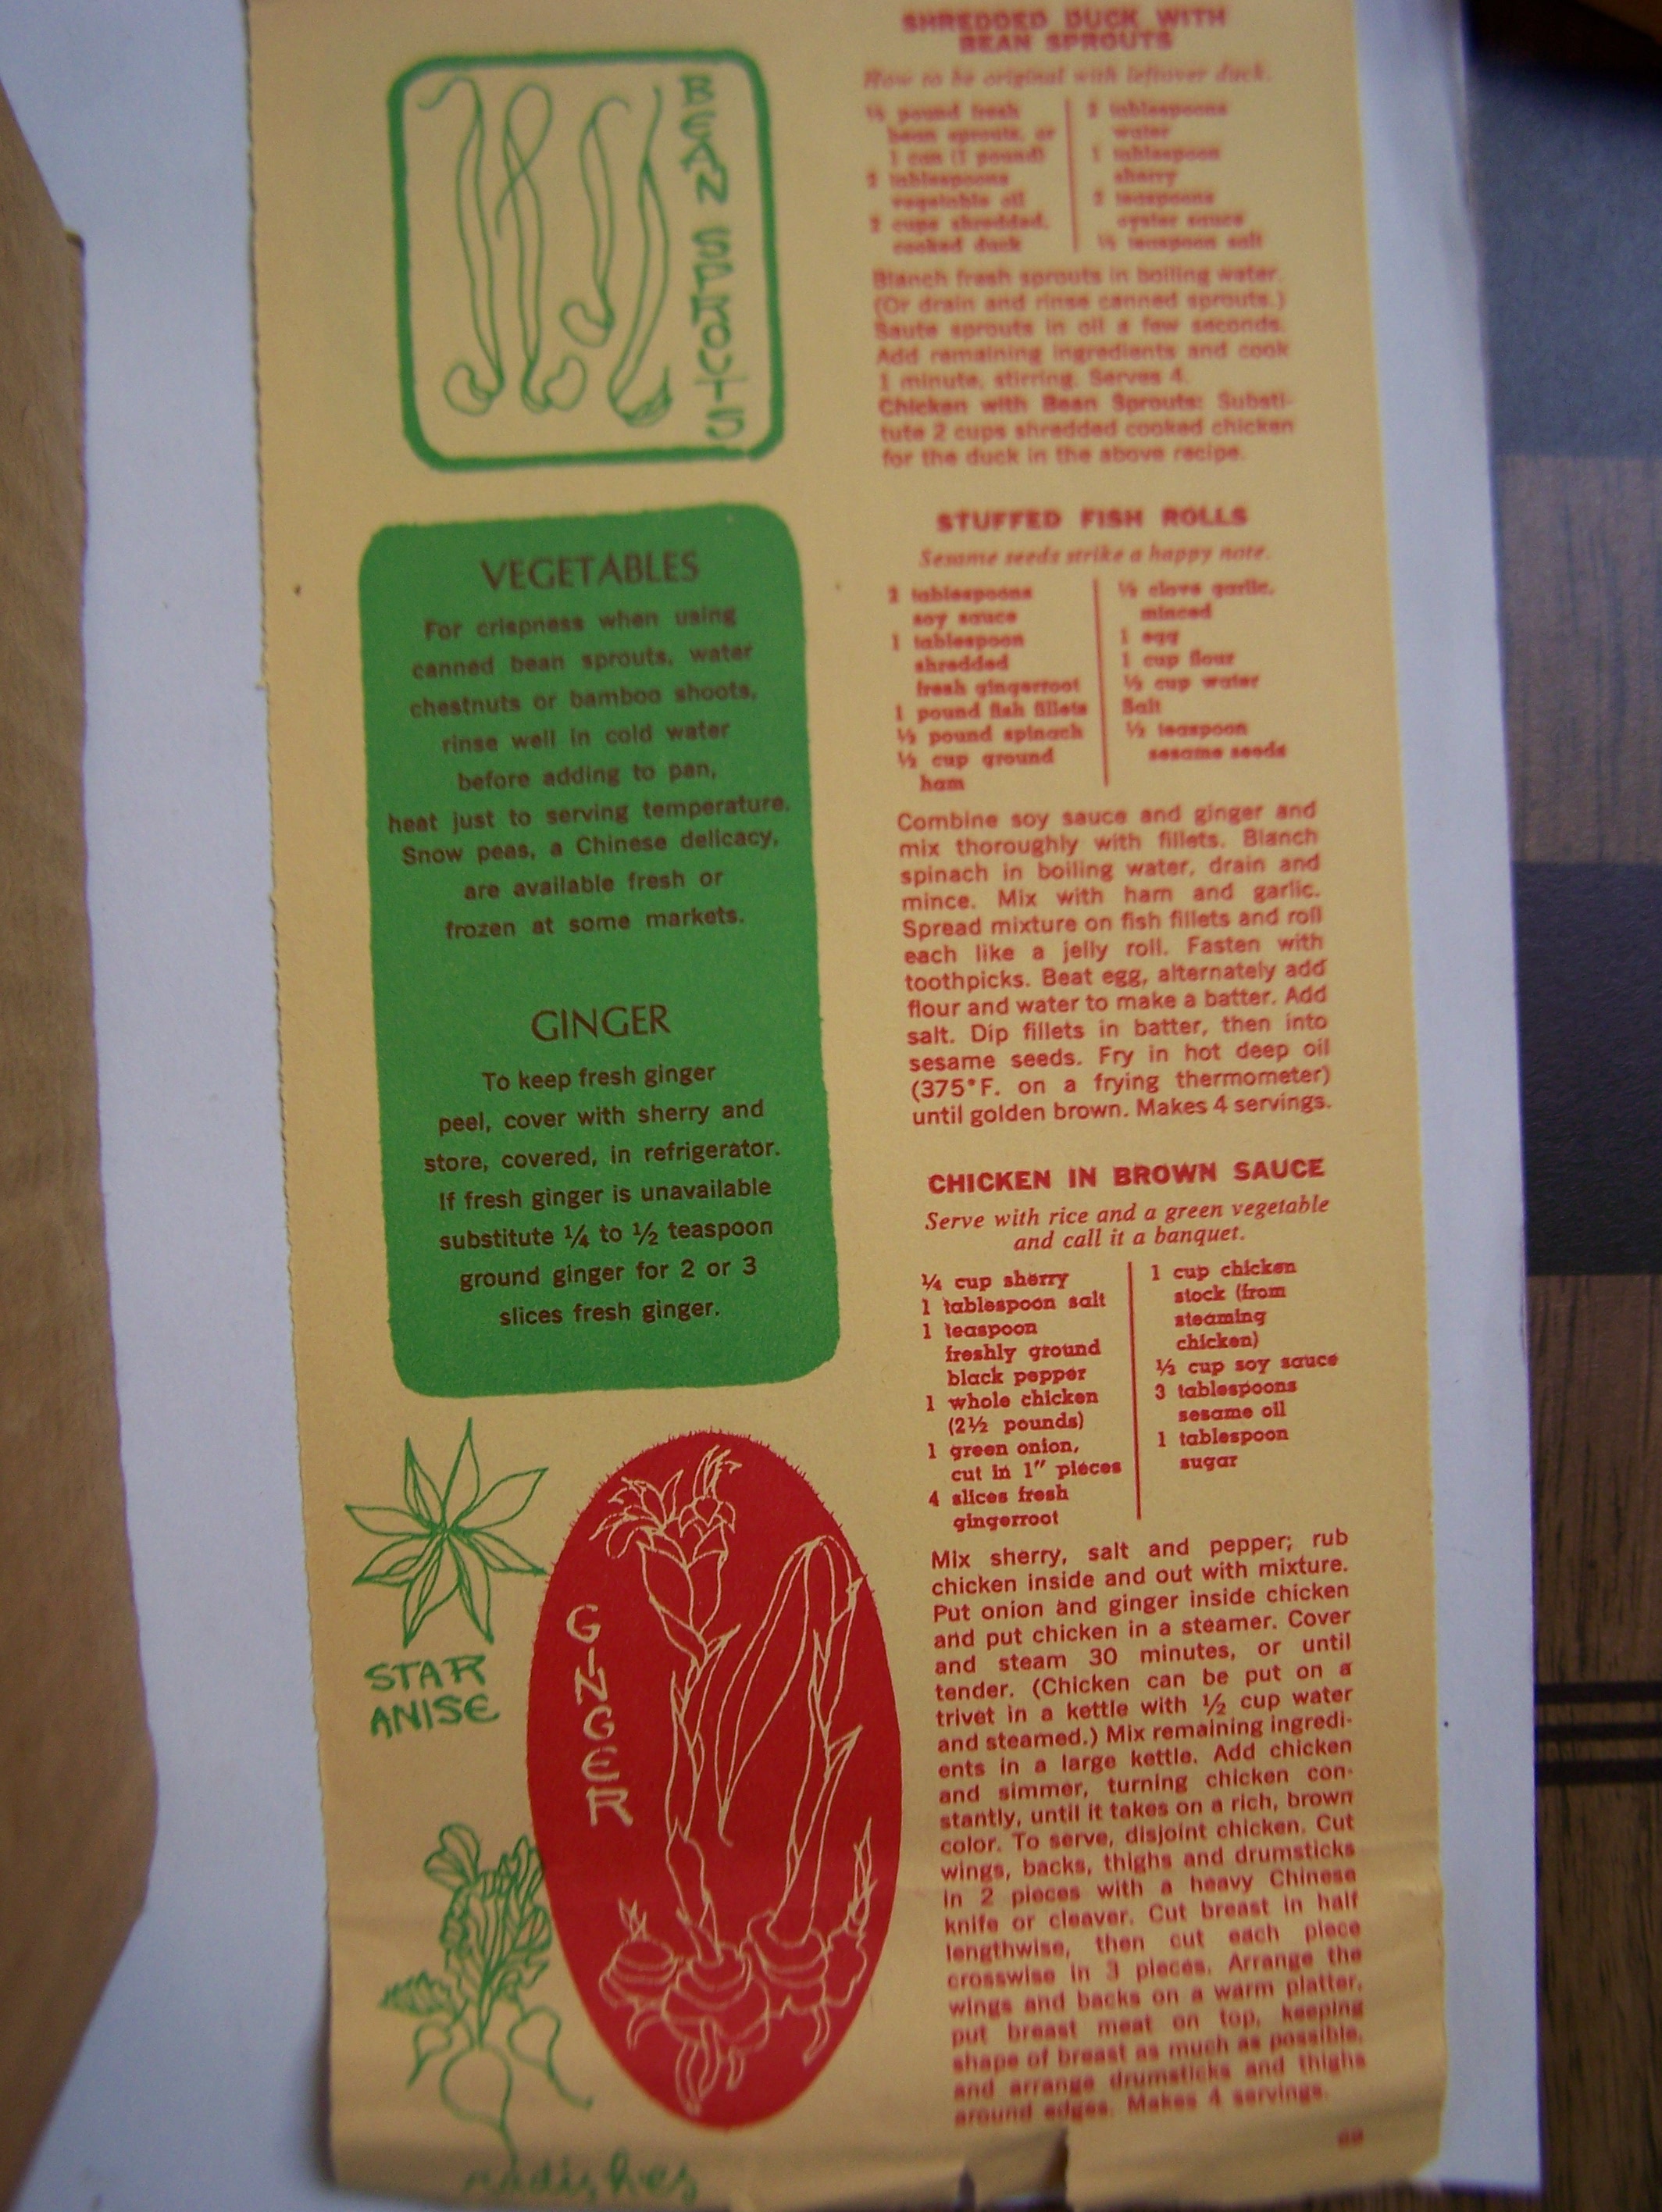 BEAN SPROUTS
VEGETABLES
For crispness when using
canned bean sprouts, water
chestnuts or bamboo shoots,
rinse well in cold water
before adding to pan,
heat just to serving temperature.
Snow peas, a Chinese delicacy,
are available fresh or
frozen at some markets.
GINGER
To keep fresh ginger
peel, cover with sherry and
store, covered, in refrigerator.
If fresh ginger is unavailable
substitute ¼ to ½ teaspoon
ground ginger for 2 or 3
slices fresh ginger.
STAR
ANISE
GINGER
radishes
SHREDDED DUCK WITH
BEAN SPROUTS
How to be original with leftover duck.
½ pound fresh
bean sprouts, or
1 can (1 pound)
2 tablespoons
vegetable oil
2 cups shredded,
cooked duck
2 tablespoons
water
1 tablespoon
sherry
2 teaspoons
oyster sauce
½ teaspoon salt
Blanch fresh sprouts in boiling water.
(Or drain and rinse canned sprouts.)
Saute sprouts in oil a few seconds.
Add remaining ingredients and cook
1 minute, stirring. Serves 4.
Chicken with Bean Sprouts: Substi-
tute 2 cups shredded cooked chicken
for the duck in the above recipe.
STUFFED FISH ROLLS
Sesame seeds strike a happy note.
tablespoons
soy sauce
1 tablespoon
shredded
fresh gingerroot
1 pound fish fillets
½ pound spinach
½ cup ground
ham
½ clove garlic,
minced
1 egg
1 cup flour
½ cup water
Salt
½ teaspoon
sesame seeds
Combine soy sauce and ginger and
mix thoroughly with fillets. Blanch
spinach in boiling water, drain and
mince. Mix with ham and garlic.
Spread mixture on fish fillets and roll
each like a jelly roll. Fasten with
toothpicks. Beat egg, alternately add
flour and water to make a batter. Add
salt. Dip fillets in batter, then into
sesame seeds. Fry in hot deep oil
(375°F. on a frying thermometer)
until golden brown. Makes 4 servings.
CHICKEN IN BROWN SAUCE
Serve with rice and a green vegetable
and call it a banquet.
¼ cup sherry
1 tablespoon salt
1 teaspoon
freshly ground
black pepper
1 whole chicken
(2½ pounds)
1 green onion,
cut in 1" pieces
4 slices fresh
gingerroot
1 cup chicken
stock (from
steaming
chicken)
½ cup soy sauce
3 tablespoons
sesame oil
1 tablespoon
sugar
Mix sherry, salt and pepper; rub
chicken inside and out with mixture.
Put onion and ginger inside chicken
and put chicken in a steamer. Cover
and steam 30 minutes, or until
tender. (Chicken can be put on a
trivet in a kettle with ½ cup water
and steamed.) Mix remaining ingredi-
ents in a large kettle. Add chicken
and simmer, turning chicken con-
stantly, until it takes on a rich, brown
color. To serve, disjoint chicken. Cut
wings, backs, thighs and drumsticks
in 2 pieces with a heavy Chinese
knife or cleaver. Cut breast in half
lengthwise, then cut each piece
crosswise in 3 pieces. Arrange the
wings and backs on a warm platter,
put breast meat on top, keeping
shape of breast as much as possible,
and arrange drumsticks and thighs
around edges. Makes 4 servings.